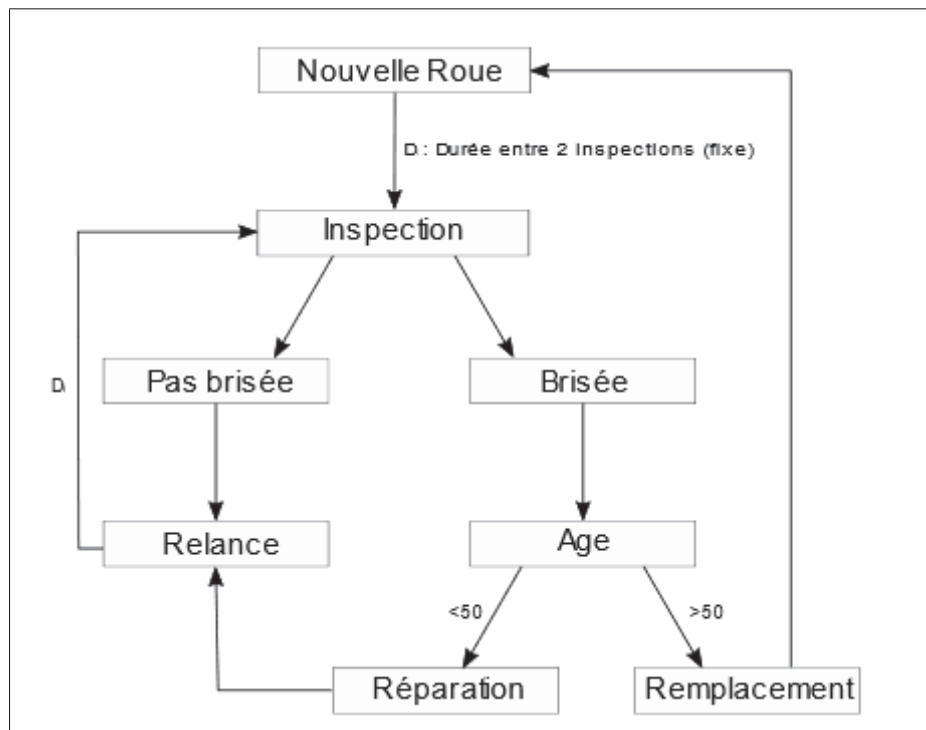 Nouvelle Roue
D : Durée entre 2 Inspections (fixe)
Inspection
Pas brisée
Brisée
D
Relance
Age
<50
>50
Réparation
Remplacement